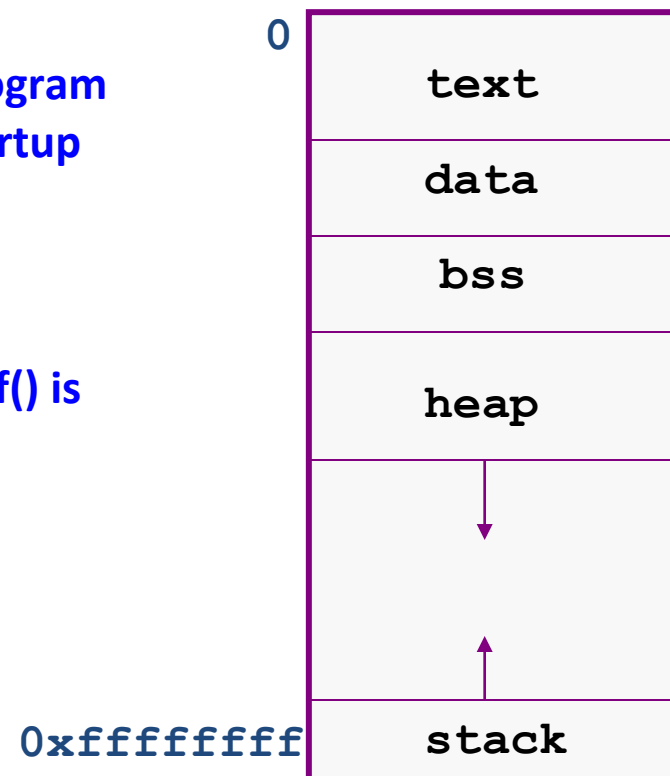 0
text
ogram
rtup
data
bss
f() is
heap
0xffffffff
stack